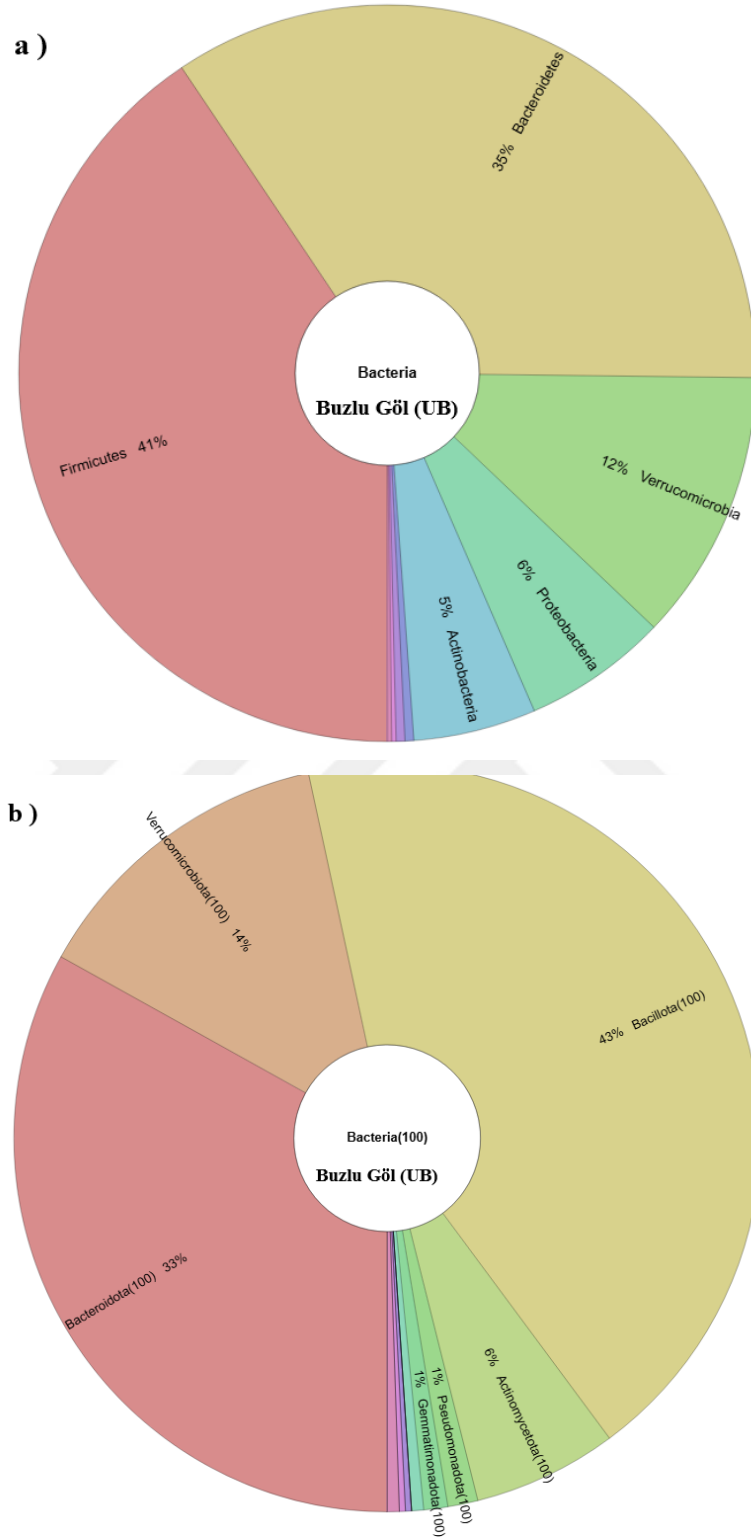 a )
35% Bacteroidetes
Bacteria
Buzlu Göl (UB)
Firmicutes 41%
12% Verrucomicrobia
6% Proteobacteria
5% Actinobacteria
b )
Verrucomicrobiota(100) 14%
43% Bacillota(100)
Bacteria(100)
Buzlu Göl (UB)
Bacteroidota(100) 33%
6% Actinomycetota(100)
1% Pseudomonadota(100)
1% Gemmatimonadota(100)